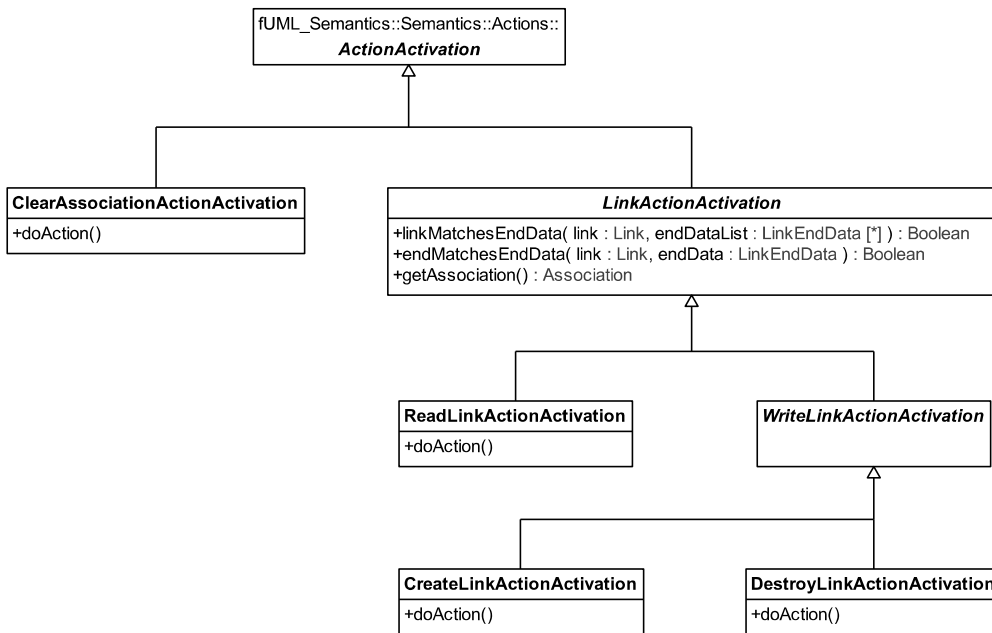 fUML_Semantics::Semantics::Actions::
ActionActivation
ClearAssociationActionActivation
+doAction()
LinkActionActivation
+linkMatchesEndData( link : Link, endDataList : LinkEndData [*] ) : Boolean
+endMatchesEndData( link : Link, endData : LinkEndData ) : Boolean
+getAssociation() : Association
ReadLinkActionActivation
+doAction()
WriteLinkActionActivation
CreateLinkActionActivation
+doAction()
DestroyLinkActionActivation
+doAction()